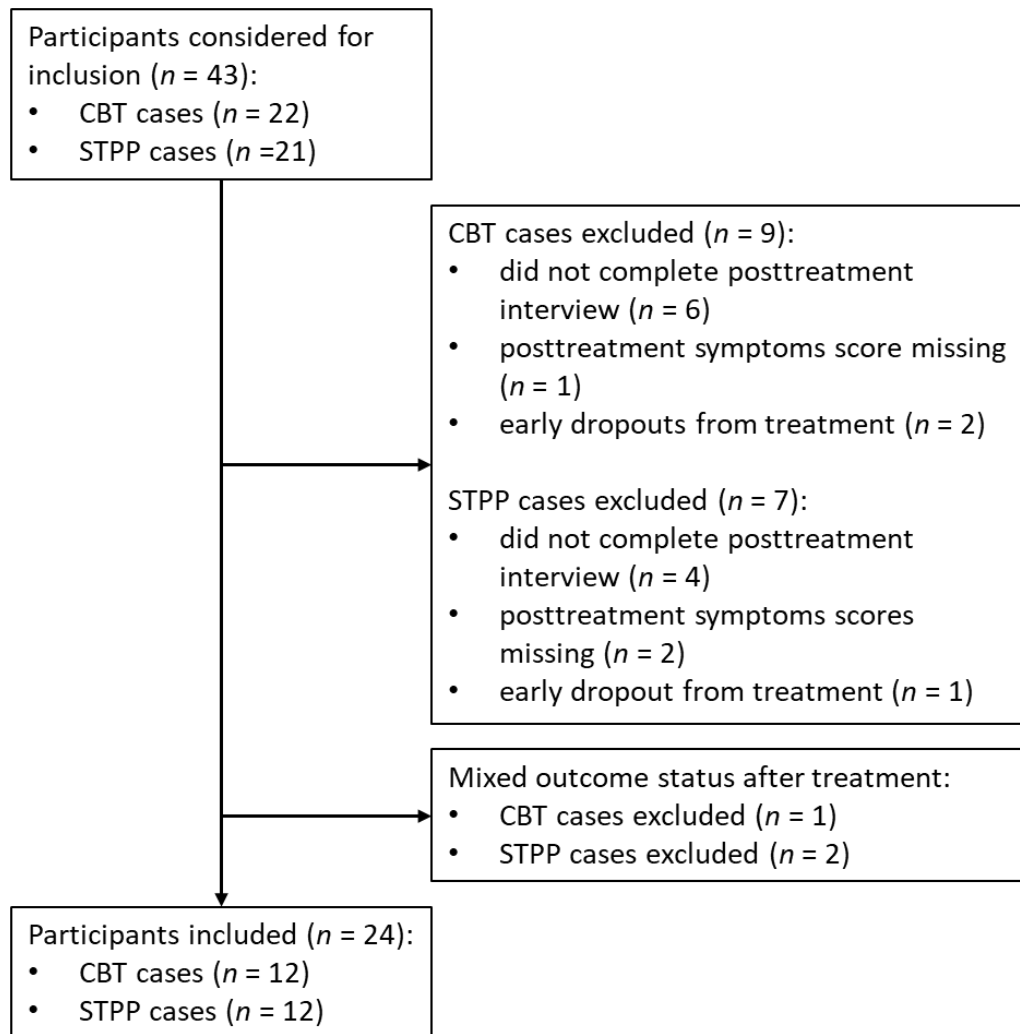 Participants considered for
inclusion (n = 43):
• CBT cases (n = 22)
• STPP cases (n =21)
CBT cases excluded (n = 9):
• did not complete posttreatment
interview (n = 6)
• posttreatment symptoms score missing
(n = 1)
• early dropouts from treatment (n = 2)
STPP cases excluded (n = 7):
• did not complete posttreatment
interview (n = 4)
• posttreatment symptoms scores
missing (n = 2)
• early dropout from treatment (n = 1)
Mixed outcome status after treatment:
• CBT cases excluded (n = 1)
• STPP cases excluded (n = 2)
Participants included (n = 24):
• CBT cases (n = 12)
• STPP cases (n = 12)